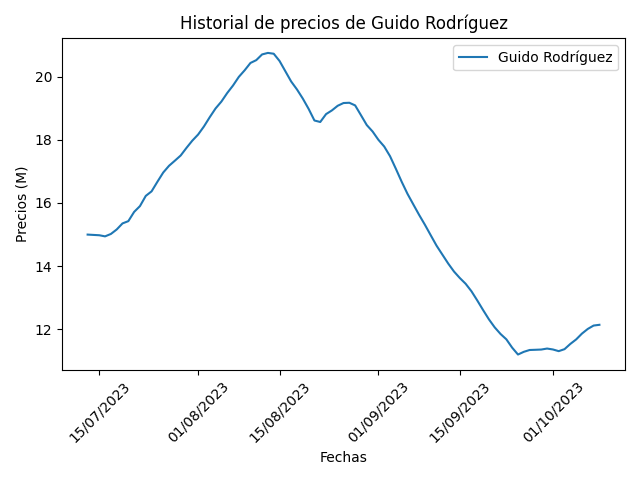 Historial de precios de Guido Rodríguez
Guido Rodríguez
Precios (M)
20
18
16
14
12
15/07/2023
01/08/2023
15/08/2023
01/09/2023
15/09/2023
01/10/2023
Fechas